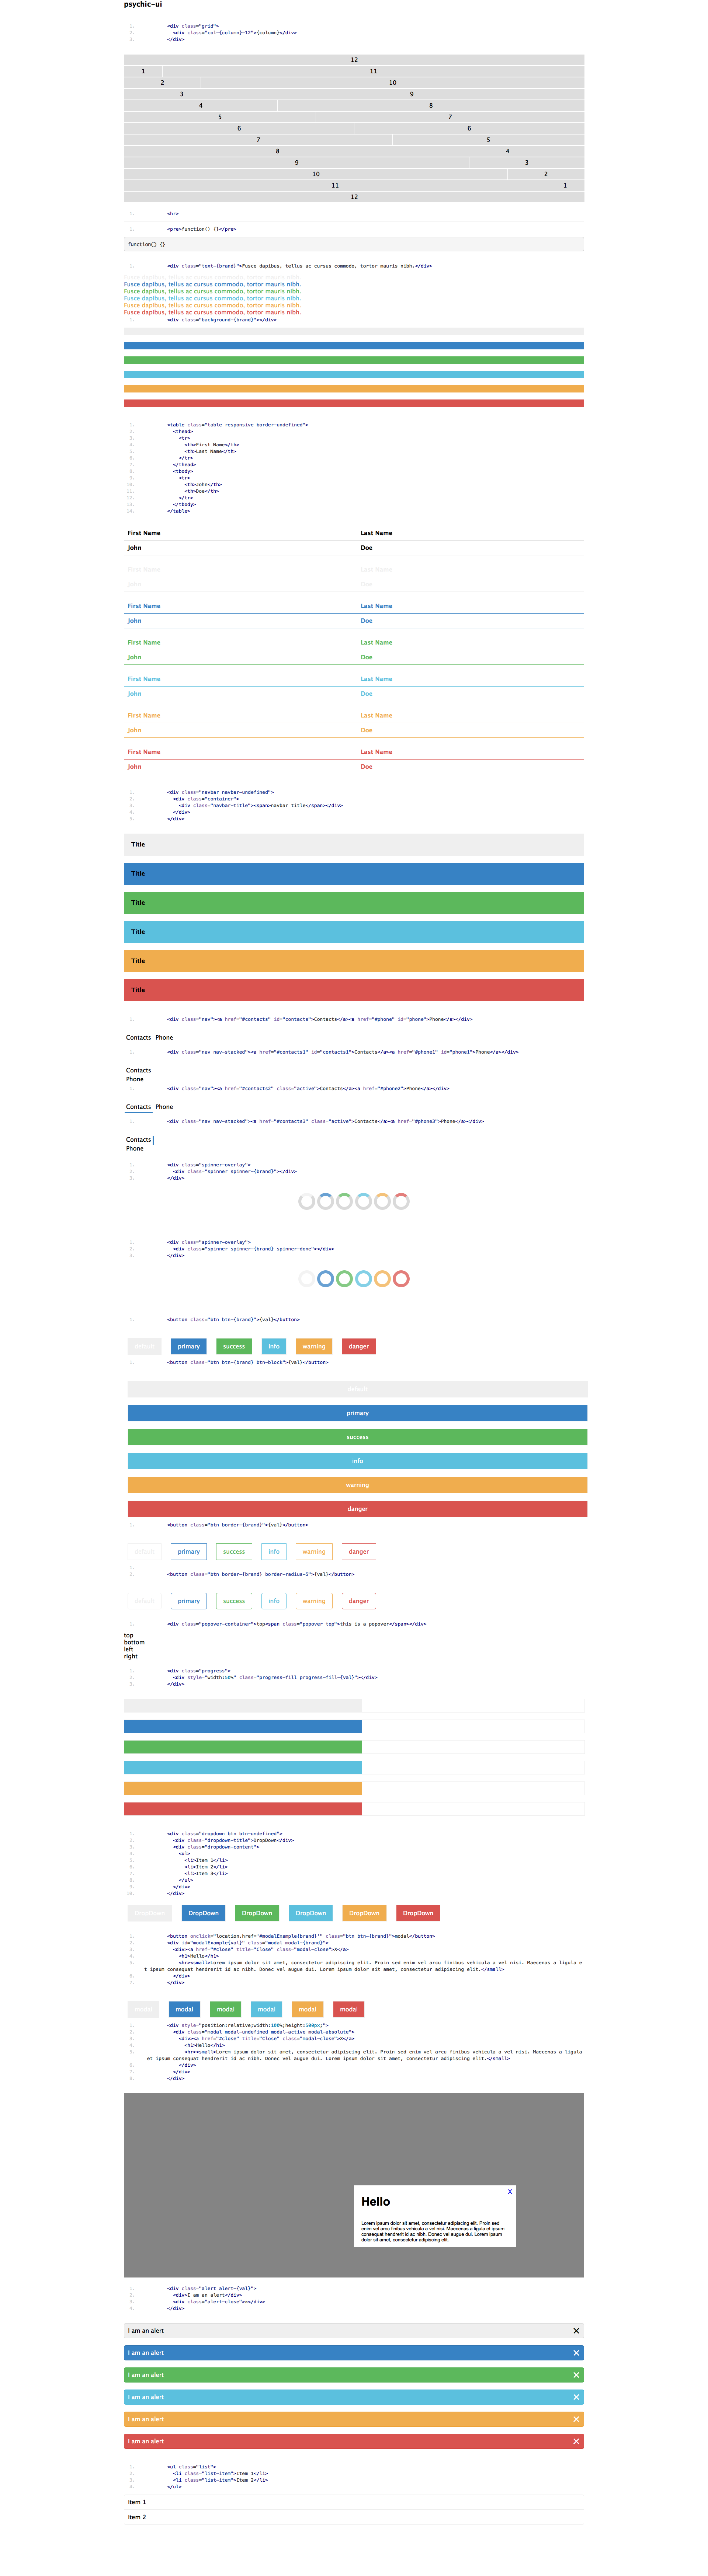 psychic-ui
1. <div class="grid">
2. <div class="col-{column}-12">{column}</div>
3. </div>
12
1 11
2 10
3 9
4 8
5 7
6 6
7 5
8 4
9 3
10 2
11 1
12
1. <hr>
1. <pre>function() {}</pre>
function() {}
1. <div class="text-{brand}">Fusce dapibus, tellus ac cursus commodo, tortor mauris nibh.</div>
Fusce dapibus, tellus ac cursus commodo, tortor mauris nibh.
Fusce dapibus, tellus ac cursus commodo, tortor mauris nibh.
Fusce dapibus, tellus ac cursus commodo, tortor mauris nibh.
Fusce dapibus, tellus ac cursus commodo, tortor mauris nibh.
Fusce dapibus, tellus ac cursus commodo, tortor mauris nibh.
Fusce dapibus, tellus ac cursus commodo, tortor mauris nibh.
1. <div class="background-{brand}"></div>
1. <table class="table responsive border-undefined">
2. <thead>
3. <tr>
4. <th>First Name</th>
5. <th>Last Name</th>
6. </tr>
7. </thead>
8. <tbody>
9. <tr>
10. <th>John</th>
11. <th>Doe</th>
12. </tr>
13. </tbody>
14. </table>
First Name Last Name
John Doe
First Name Last Name
John Doe
First Name Last Name
John Doe
First Name Last Name
John Doe
First Name Last Name
John Doe
First Name Last Name
John Doe
First Name Last Name
John Doe
1. <div class="navbar navbar-undefined">
2. <div class="container">
3. <div class="navbar-title"><span>navbar title</span></div>
4. </div>
5. </div>
Title
Title
Title
Title
Title
Title
1. <div class="nav"><a href="#contacts" id="contacts">Contacts</a><a href="#phone" id="phone">Phone</a></div>
Contacts Phone
1. <div class="nav nav-stacked"><a href="#contacts1" id="contacts1">Contacts</a><a href="#phone1" id="phone1">Phone</a></div>
Contacts
Phone
1. <div class="nav"><a href="#contacts2" class="active">Contacts</a><a href="#phone2">Phone</a></div>
Contacts Phone
1. <div class="nav nav-stacked"><a href="#contacts3" class="active">Contacts</a><a href="#phone3">Phone</a></div>
Contacts
Phone
1. <div class="spinner-overlay">
2. <div class="spinner spinner-{brand}"></div>
3. </div>
1. <div class="spinner-overlay">
2. <div class="spinner spinner-{brand} spinner-done"></div>
3. </div>
1. <button class="btn btn-{brand}">{val}</button>
default primary success info warning danger
1. <button class="btn btn-{brand} btn-block">{val}</button>
default
primary
success
info
warning
danger
1. <button class="btn border-{brand}">{val}</button>
default primary success info warning danger
1.
2. <button class="btn border-{brand} border-radius-5">{val}</button>
default primary success info warning danger
1. <div class="popover-container">top<span class="popover top">this is a popover</span></div>
top
bottom
left
right
1. <div class="progress">
2. <div style="width:50%" class="progress-fill progress-fill-{val}"></div>
3. </div>
1. <div class="dropdown btn btn-undefined">
2. <div class="dropdown-title">DropDown</div>
3. <div class="dropdown-content">
4. <ul>
5. <li>Item 1</li>
6. <li>Item 2</li>
7. <li>Item 3</li>
8. </ul>
9. </div>
10. </div>
DropDown DropDown DropDown DropDown DropDown DropDown
1. <button onclick="location.href='#modalExample{brand}'" class="btn btn-{brand}">modal</button>
2. <div id="modalExample{val}" class="modal modal-{brand}">
3. <div><a href="#close" title="Close" class="modal-close">X</a>
4. <h1>Hello</h1>
5. <hr><small>Lorem ipsum dolor sit amet, consectetur adipiscing elit. Proin sed enim vel arcu finibus vehicula a vel nisi. Maecenas a ligula e
t ipsum consequat hendrerit id ac nibh. Donec vel augue dui. Lorem ipsum dolor sit amet, consectetur adipiscing elit.</small>
6. </div>
7. </div>
modal modal modal modal modal modal
1. <div style="position:relative;width:100%;height:500px;">
2. <div class="modal modal-undefined modal-active modal-absolute">
3. <div><a href="#close" title="Close" class="modal-close">X</a>
4. <h1>Hello</h1>
5. <hr><small>Lorem ipsum dolor sit amet, consectetur adipiscing elit. Proin sed enim vel arcu finibus vehicula a vel nisi. Maecenas a ligula
et ipsum consequat hendrerit id ac nibh. Donec vel augue dui. Lorem ipsum dolor sit amet, consectetur adipiscing elit.</small>
6. </div>
7. </div>
8. </div>
X
Hello
Lorem ipsum dolor sit amet, consectetur adipiscing elit. Proin sed
enim vel arcu finibus vehicula a vel nisi. Maecenas a ligula et ipsum
consequat hendrerit id ac nibh. Donec vel augue dui. Lorem ipsum
dolor sit amet, consectetur adipiscing elit.
1. <div class="alert alert-{val}">
2. <div>I am an alert</div>
3. <div class="alert-close">×</div>
4. </div>
I am an alert ×
I am an alert ×
I am an alert ×
I am an alert ×
I am an alert ×
I am an alert ×
1. <ul class="list">
2. <li class="list-item">Item 1</li>
3. <li class="list-item">Item 2</li>
4. </ul>
Item 1
Item 2